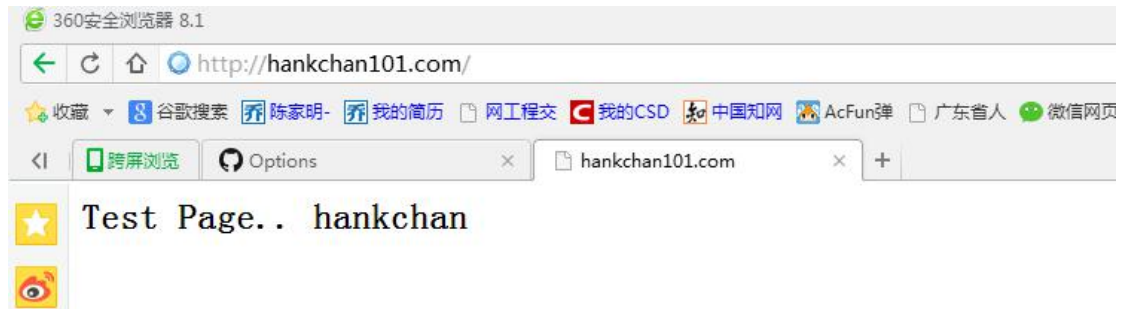 360安全浏览器 8.1
http://hankchan101.com/
收藏 谷歌搜索 乔 陈家明- 乔 我的简历 网工程交 我的CSD 知 中国知网 AcFun弹 广东省人 微信网页
跨屏浏览 Options × hankchan101.com × +
Test Page.. hankchan